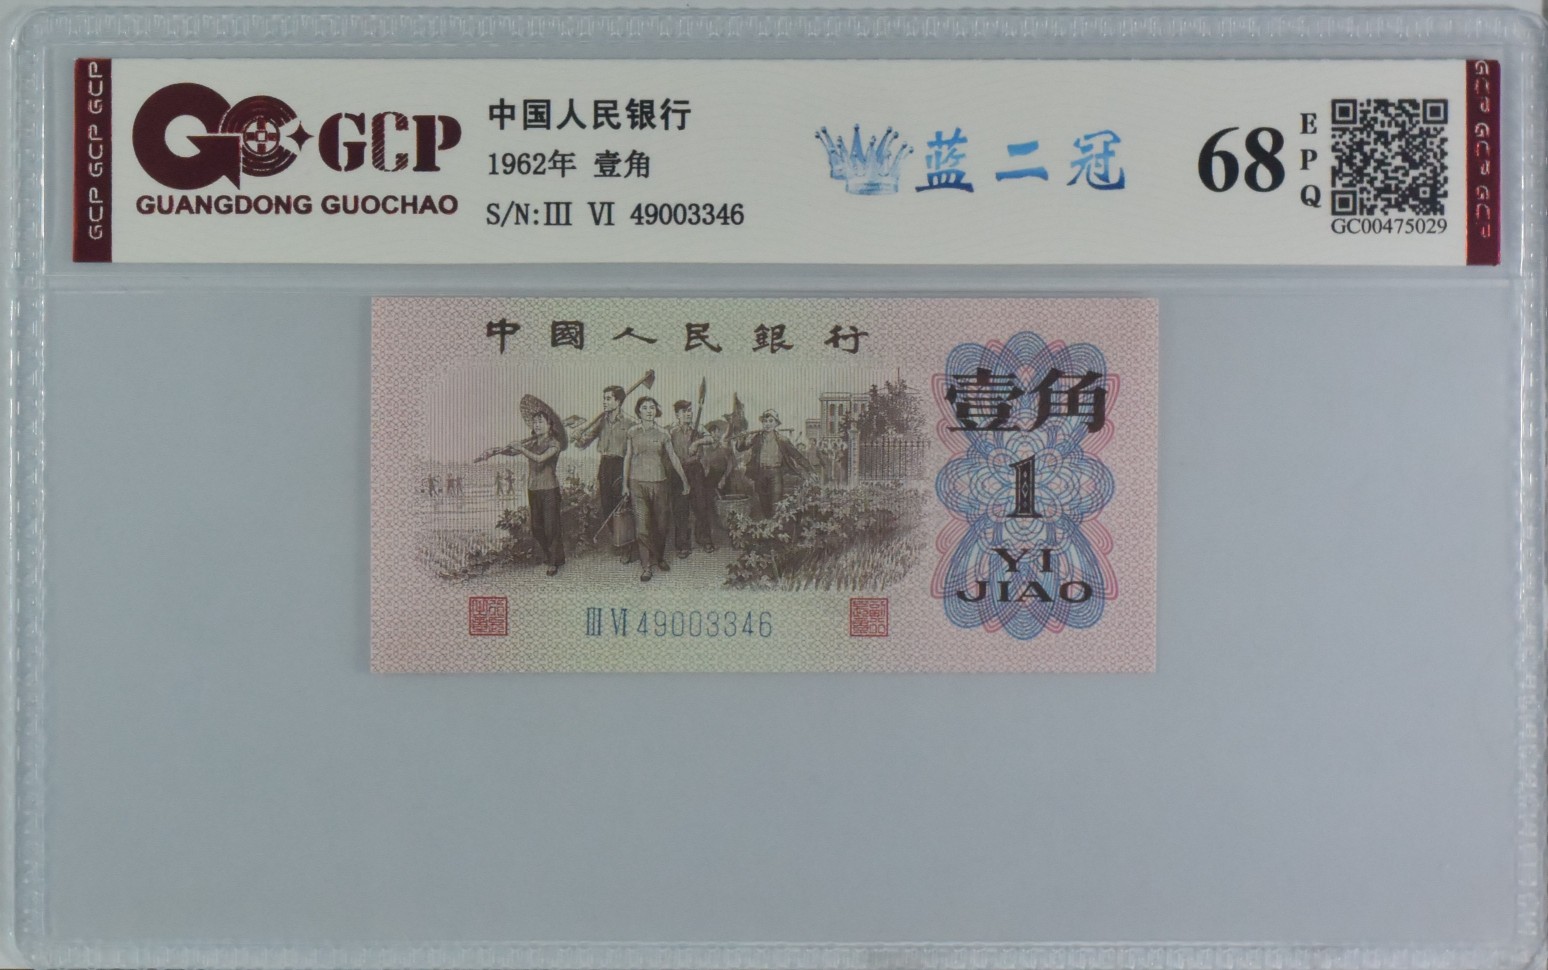 GCP GCP GCP
GCP
GUANGDONG GUOCHAO
中国人民银行
1962年 壹角
S/N:III VI 49003346
蓝二冠
68
EPQ
GC00475029
GCP GCP GCP
中國人民銀行
壹角
1
YI
JIAO
III VI 49003346